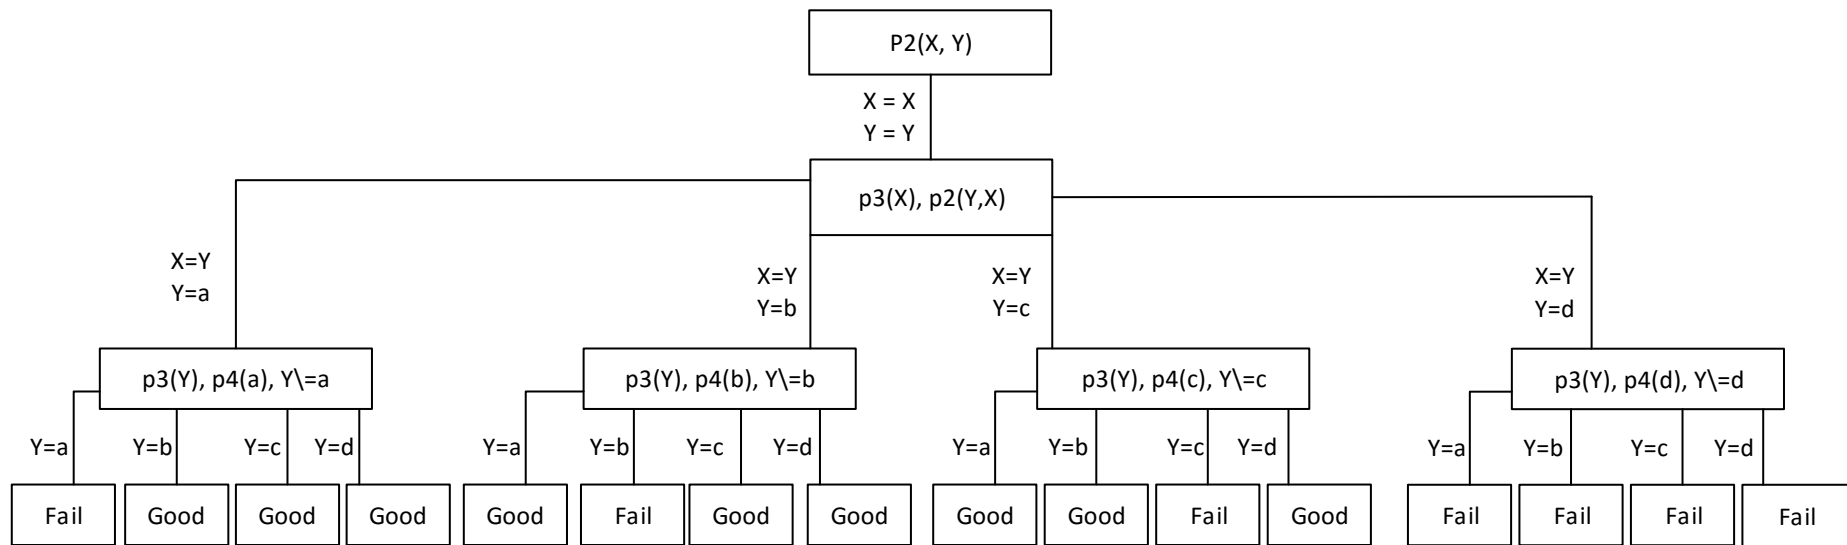 P2(X, Y)
X = X
Y = Y
p3(X), p2(Y,X)
X=Y
Y=a
X=Y
Y=b
X=Y
Y=c
X=Y
Y=d
p3(Y), p4(a), Y\=a
p3(Y), p4(b), Y\=b
p3(Y), p4(c), Y\=c
p3(Y), p4(d), Y\=d
Y=a
Y=b
Y=c
Y=d
Y=a
Y=b
Y=c
Y=d
Y=a
Y=b
Y=c
Y=d
Y=a
Y=b
Y=c
Y=d
Fail
Good
Good
Good
Good
Fail
Good
Good
Good
Good
Fail
Good
Fail
Fail
Fail
Fail